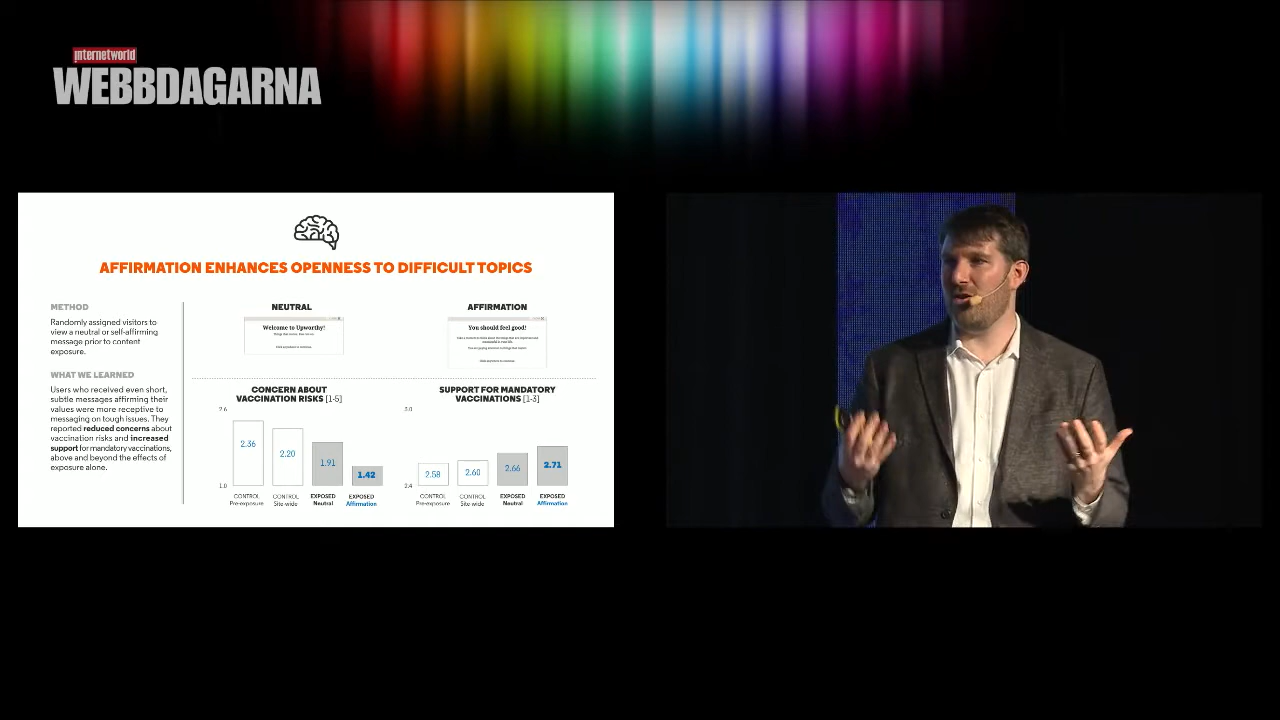 internetworld
WEBBDAGARNA
AFFIRMATION ENHANCES OPENNESS TO DIFFICULT TOPICS
METHOD
Randomly assigned visitors to
view a neutral or self-affirming
message prior to content
exposure.
WHAT WE LEARNED
Users who received even short,
subtle messages affirming their
values were more receptive to
messaging on tough issues. They
reported reduced concerns about
vaccination risks and increased
support for mandatory vaccinations,
above and beyond the effects of
exposure alone.
NEUTRAL
Welcome to Upworthy!
AFFIRMATION
You should feel good!
CONCERN ABOUT
VACCINATION RISKS [1-5]
2.6
2.36
2.20
1.91
1.42
1.0
CONTROL
Pre-exposure
CONTROL
Site-wide
EXPOSED
Neutral
EXPOSED
Affirmation
SUPPORT FOR MANDATORY
VACCINATIONS [1-3]
3.0
2.58
2.60
2.66
2.71
2.4
CONTROL
Pre-exposure
CONTROL
Site-wide
EXPOSED
Neutral
EXPOSED
Affirmation